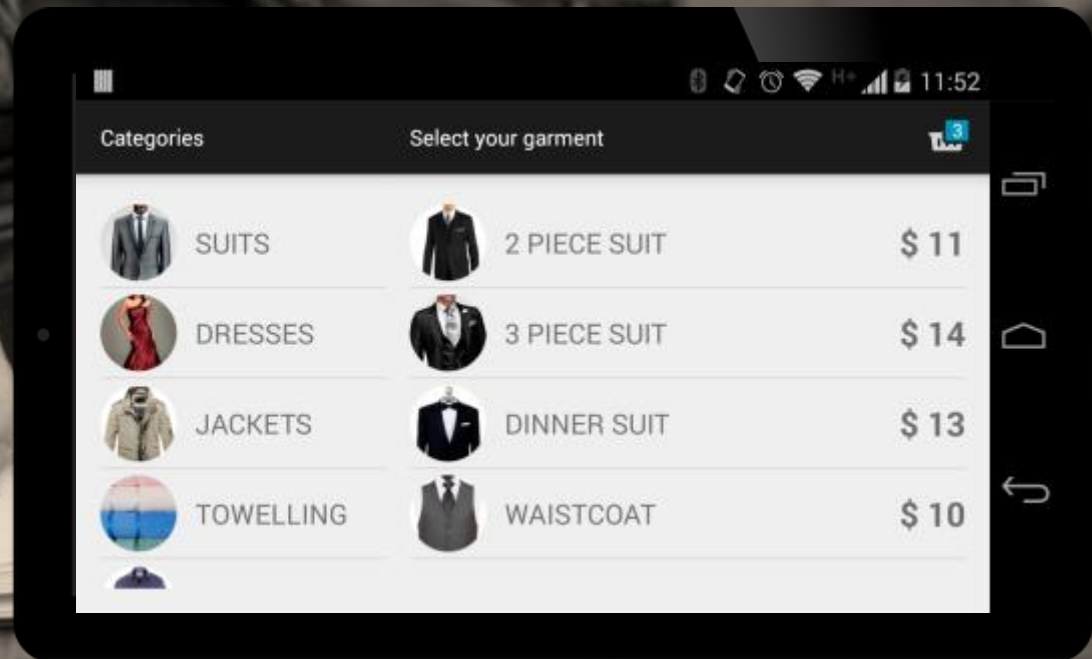 H+ 11:52
Categories
Select your garment
3
SUITS
DRESSES
JACKETS
TOWELLING
2 PIECE SUIT $ 11
3 PIECE SUIT $ 14
DINNER SUIT $ 13
WAISTCOAT $ 10